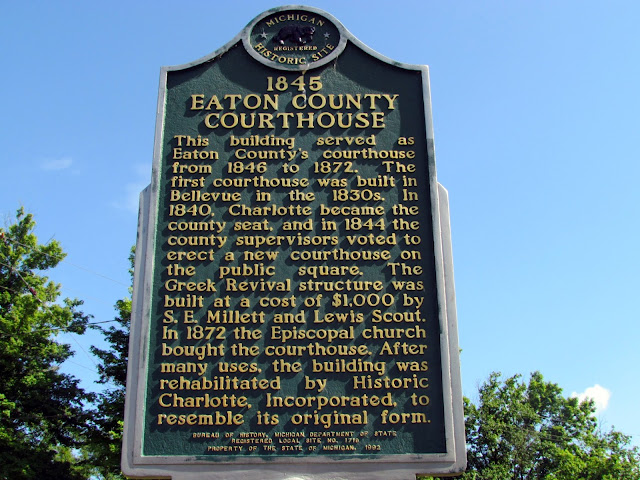 MICHIGAN
REGISTERED
HISTORIC SITE
1845
EATON COUNTY
COURTHOUSE
This building served as
Eaton County's courthouse
from 1846 to 1872. The
first courthouse was built in
Bellevue in the 1830s. In
1840, Charlotte became the
county seat, and in 1844 the
county supervisors voted to
erect a new courthouse on
the public square. The
Greek Revival structure was
built at a cost of $1,000 by
S. E. Millett and Lewis Scout.
In 1872 the Episcopal church
bought the courthouse. After
many uses, the building was
rehabilitated by Historic
Charlotte, Incorporated, to
resemble its original form.
BUREAU OF HISTORY, MICHIGAN DEPARTMENT OF STATE
REGISTERED LOCAL SITE NO. 1715
PROPERTY OF THE STATE OF MICHIGAN, 1993